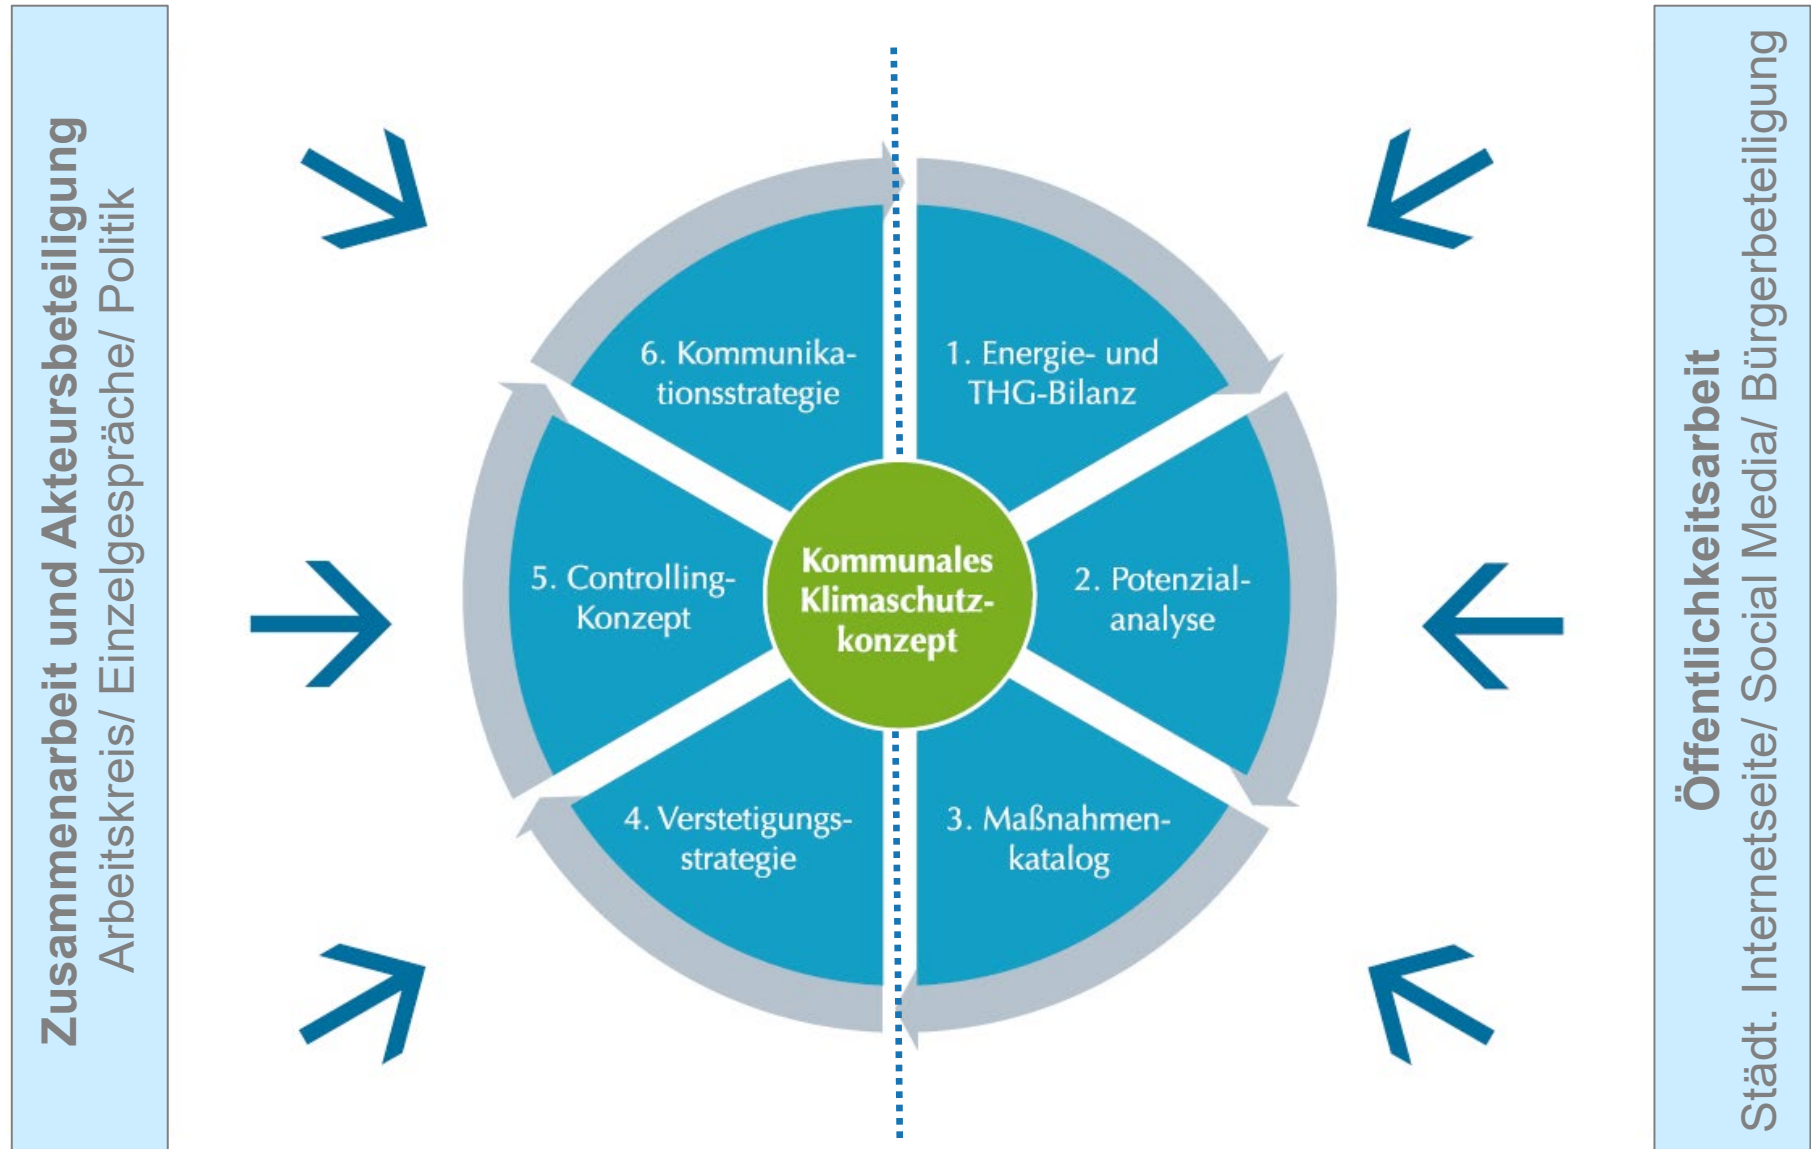 Zusammenarbeit und Akteursbeteiligung
Arbeitskreis/ Einzelgespräche/ Politik
6. Kommunika-
tionsstrategie
1. Energie- und
THG-Bilanz
5. Controlling-
Konzept
Kommunales
Klimaschutz-
konzept
2. Potenzial-
analyse
4. Verstetigungs-
strategie
3. Maßnahmen-
katalog
Öffentlichkeitsarbeit
Städt. Internetseite/ Social Media/ Bürgerbeteiligung